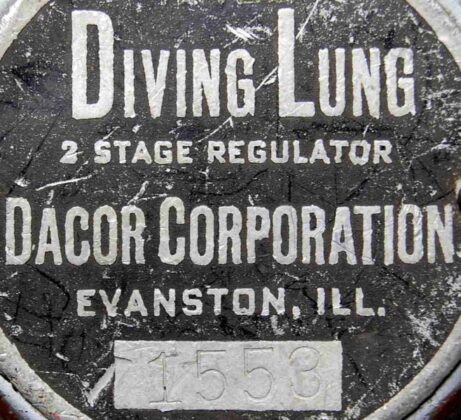 DIVING LUNG
2 STAGE REGULATOR
DACOR CORPORATION
EVANSTON, ILL.
1553